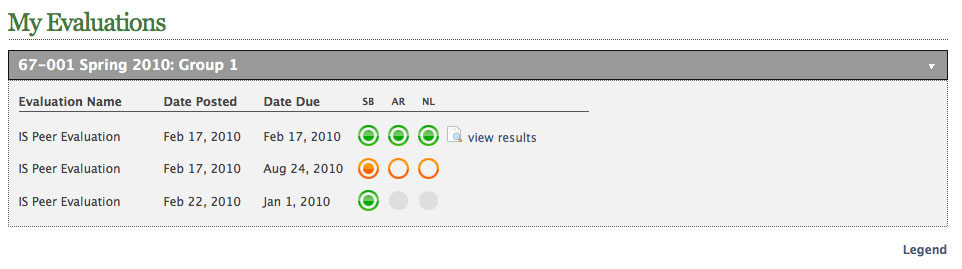 My Evaluations
67-001 Spring 2010: Group 1
Evaluation Name Date Posted Date Due SB AR NL
IS Peer Evaluation Feb 17, 2010 Feb 17, 2010 view results
IS Peer Evaluation Feb 17, 2010 Aug 24, 2010
IS Peer Evaluation Feb 22, 2010 Jan 1, 2010
Legend